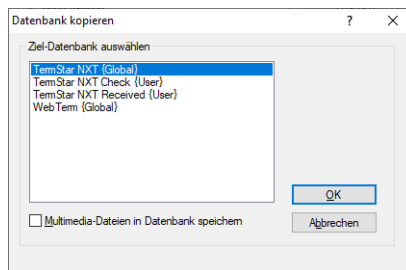 Datenbank kopieren
?
Ziel-Datenbank auswählen
TermStar NXT {Global}
TermStar NXT Check {User}
TermStar NXT Received {User}
WebTerm {Global}
OK
Multimedia-Dateien in Datenbank speichern
Abbrechen